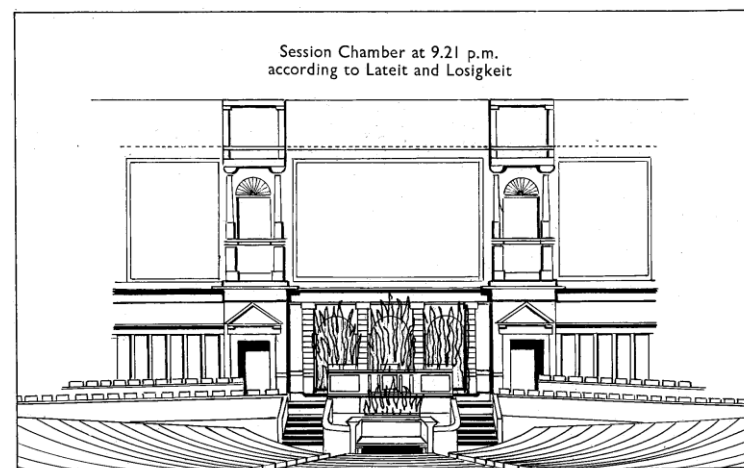 Session Chamber at 9.21 p.m.
according to Lateit and Losigkeit